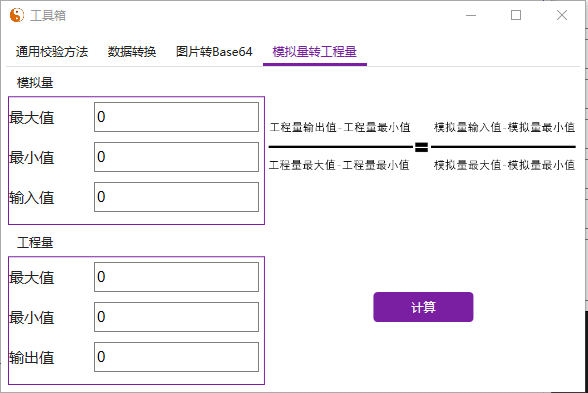 工具箱
通用校验方法 数据转换 图片转Base64 模拟量转工程量
模拟量
最大值 0
最小值 0
输入值 0
工程量输出值-工程量最小值 模拟量输入值-模拟量最小值
=
工程量最大值-工程量最小值 模拟量最大值-模拟量最小值
工程量
最大值 0
最小值 0
输出值 0
计算